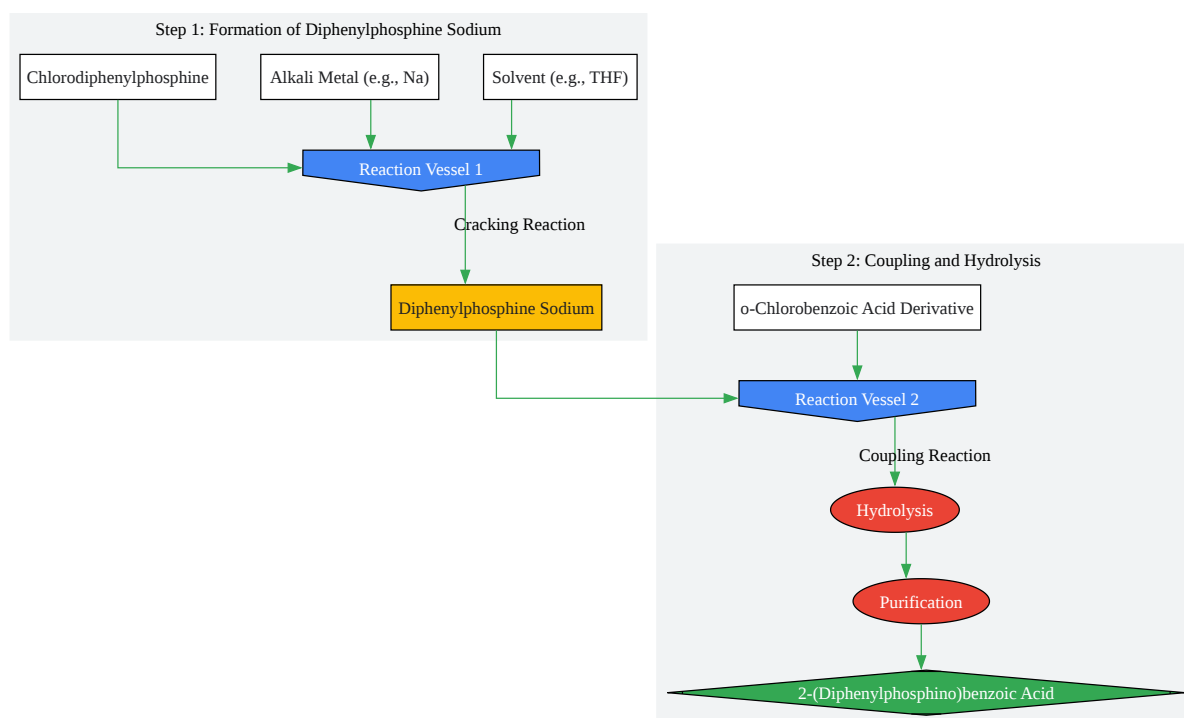 Step 1: Formation of Diphenylphosphine Sodium
Chlorodiphenylphosphine
Alkali Metal (e.g., Na)
Solvent (e.g., THF)
Reaction Vessel 1
Cracking Reaction
Diphenylphosphine Sodium
Step 2: Coupling and Hydrolysis
o-Chlorobenzoic Acid Derivative
Reaction Vessel 2
Coupling Reaction
Hydrolysis
Purification
2-(Diphenylphosphino)benzoic Acid